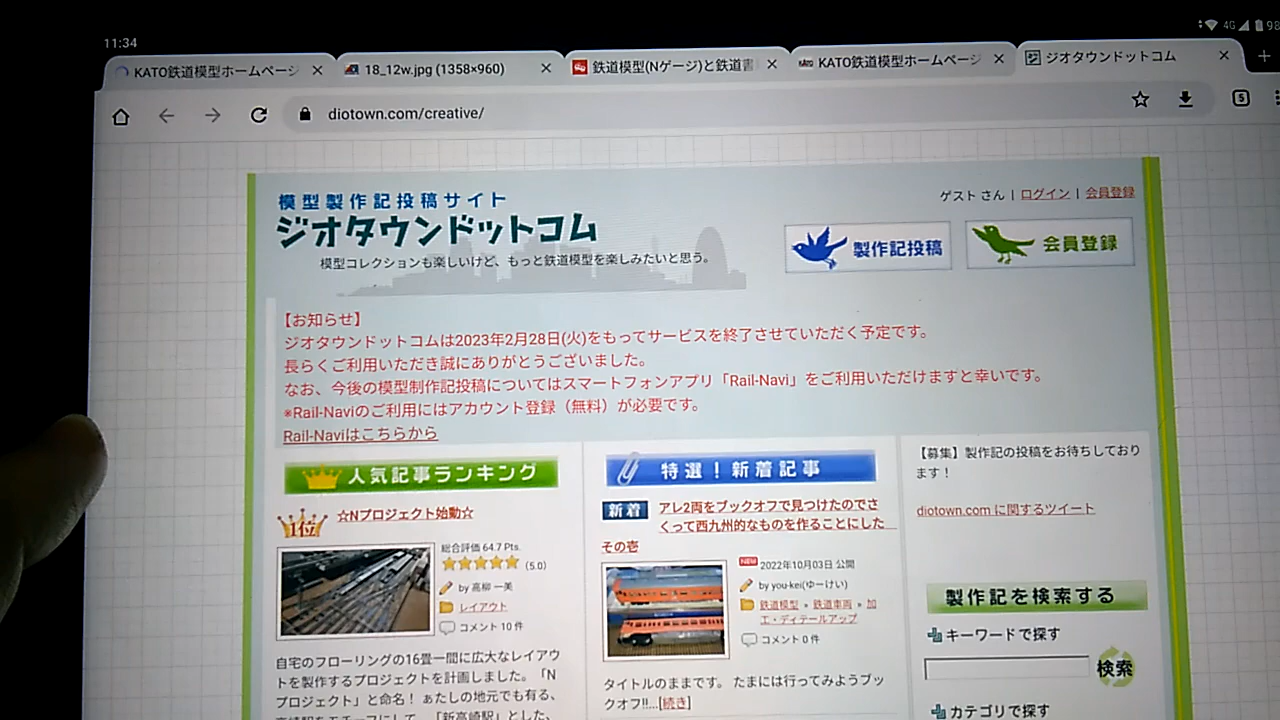 11:34
4G
98
KATO鉄道模型ホームページ
18_12w.jpg (1358×960)
鉄道模型(Nゲージ)と鉄道書
KATO鉄道模型ホームページ
ジオタウンドットコム
diotown.com/creative/
5
模型製作記投稿サイト
ジオタウンドットコム
模型コレクションも楽しいけど、もっと鉄道模型を楽しみたいと思う。
ゲスト さん | ログイン | 会員登録
製作記投稿
会員登録
【お知らせ】
ジオタウンドットコムは2023年2月28日(火)をもってサービスを終了させていただく予定です。
長らくご利用いただき誠にありがとうございました。
なお、今後の模型制作記投稿についてはスマートフォンアプリ「Rail-Navi」をご利用いただけますと幸いです。
※Rail-Naviのご利用にはアカウント登録（無料）が必要です。
Rail-Naviはこちらから
人気記事ランキング
1位
☆Nプロジェクト始動☆
総合評価 64.7 Pts.
(5.0)
by 高柳 一美
レイアウト
コメント 10 件
自宅のフローリングの16畳一間に広大なレイアウ
トを製作するプロジェクトを計画しました。「N
プロジェクト」と命名！ あたしの地元でも有る、
高崎駅をモチーフにして、「新高崎駅」とした、
特選！新着記事
新着
アレ2両をブックオフで見つけたのでさ
くって西九州的なものを作ることにした
その壱
NEW
2022年10月03日 公開
by you-kei(ゆーけい)
鉄道模型 » 鉄道車両 » 加
工・ディテールアップ
コメント 0 件
タイトルのままです。 たまには行ってみようブッ
クオフ!!...[続き]
【募集】製作記の投稿をお待ちしており
ます！
diotown.com に関するツイート
製作記を検索する
キーワードで探す
検索
カテゴリで探す